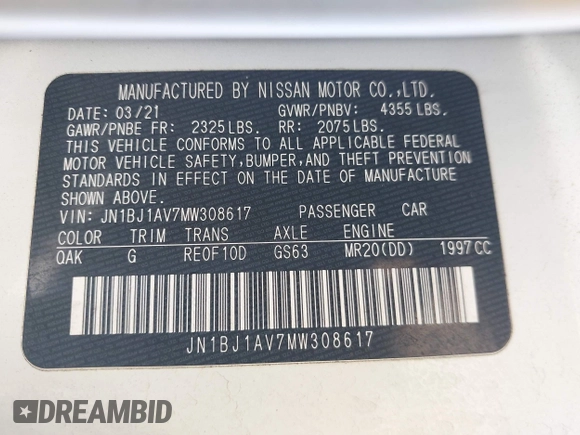 MANUFACTURED BY NISSAN MOTOR CO.,LTD.
DATE: 03/21 GVWR/PNBV: 4355 LBS.
GAWR/PNBE FR: 2325 LBS. RR: 2075 LBS.
THIS VEHICLE CONFORMS TO ALL APPLICABLE FEDERAL
MOTOR VEHICLE SAFETY, BUMPER, AND THEFT PREVENTION
STANDARDS IN EFFECT ON THE DATE OF MANUFACTURE
SHOWN ABOVE.
VIN: JN1BJ1AV7MW308617 PASSENGER CAR
COLOR TRIM TRANS AXLE ENGINE
QAK G RE0F10D GS63 MR20(DD) 1997CC
JN1BJ1AV7MW308617
DREAMBID